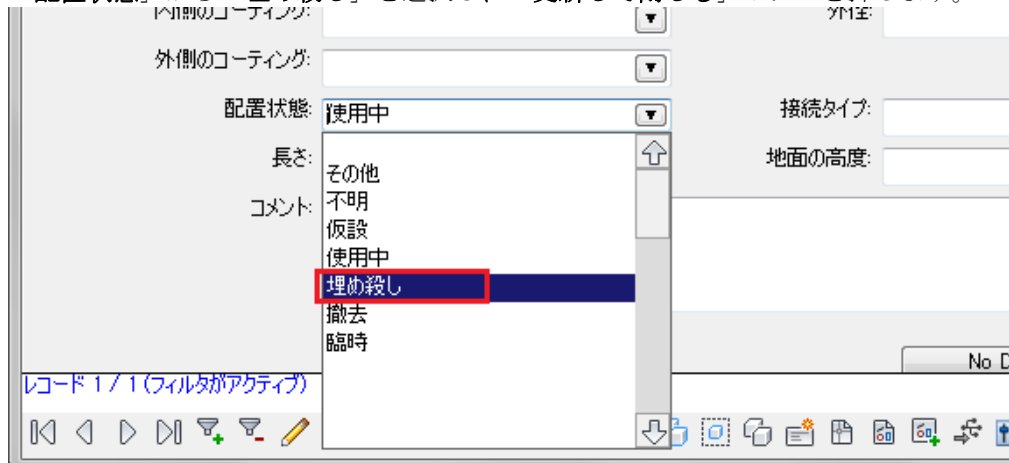 内側のコーティング:
外側のコーティング:
配置状態: 使用中
接続タイプ:
長さ:
地面の高度:
コメント:
その他
不明
仮設
使用中
埋め殺し
撤去
臨時
No D
レコード 1 / 1 (フィルタがアクティブ)